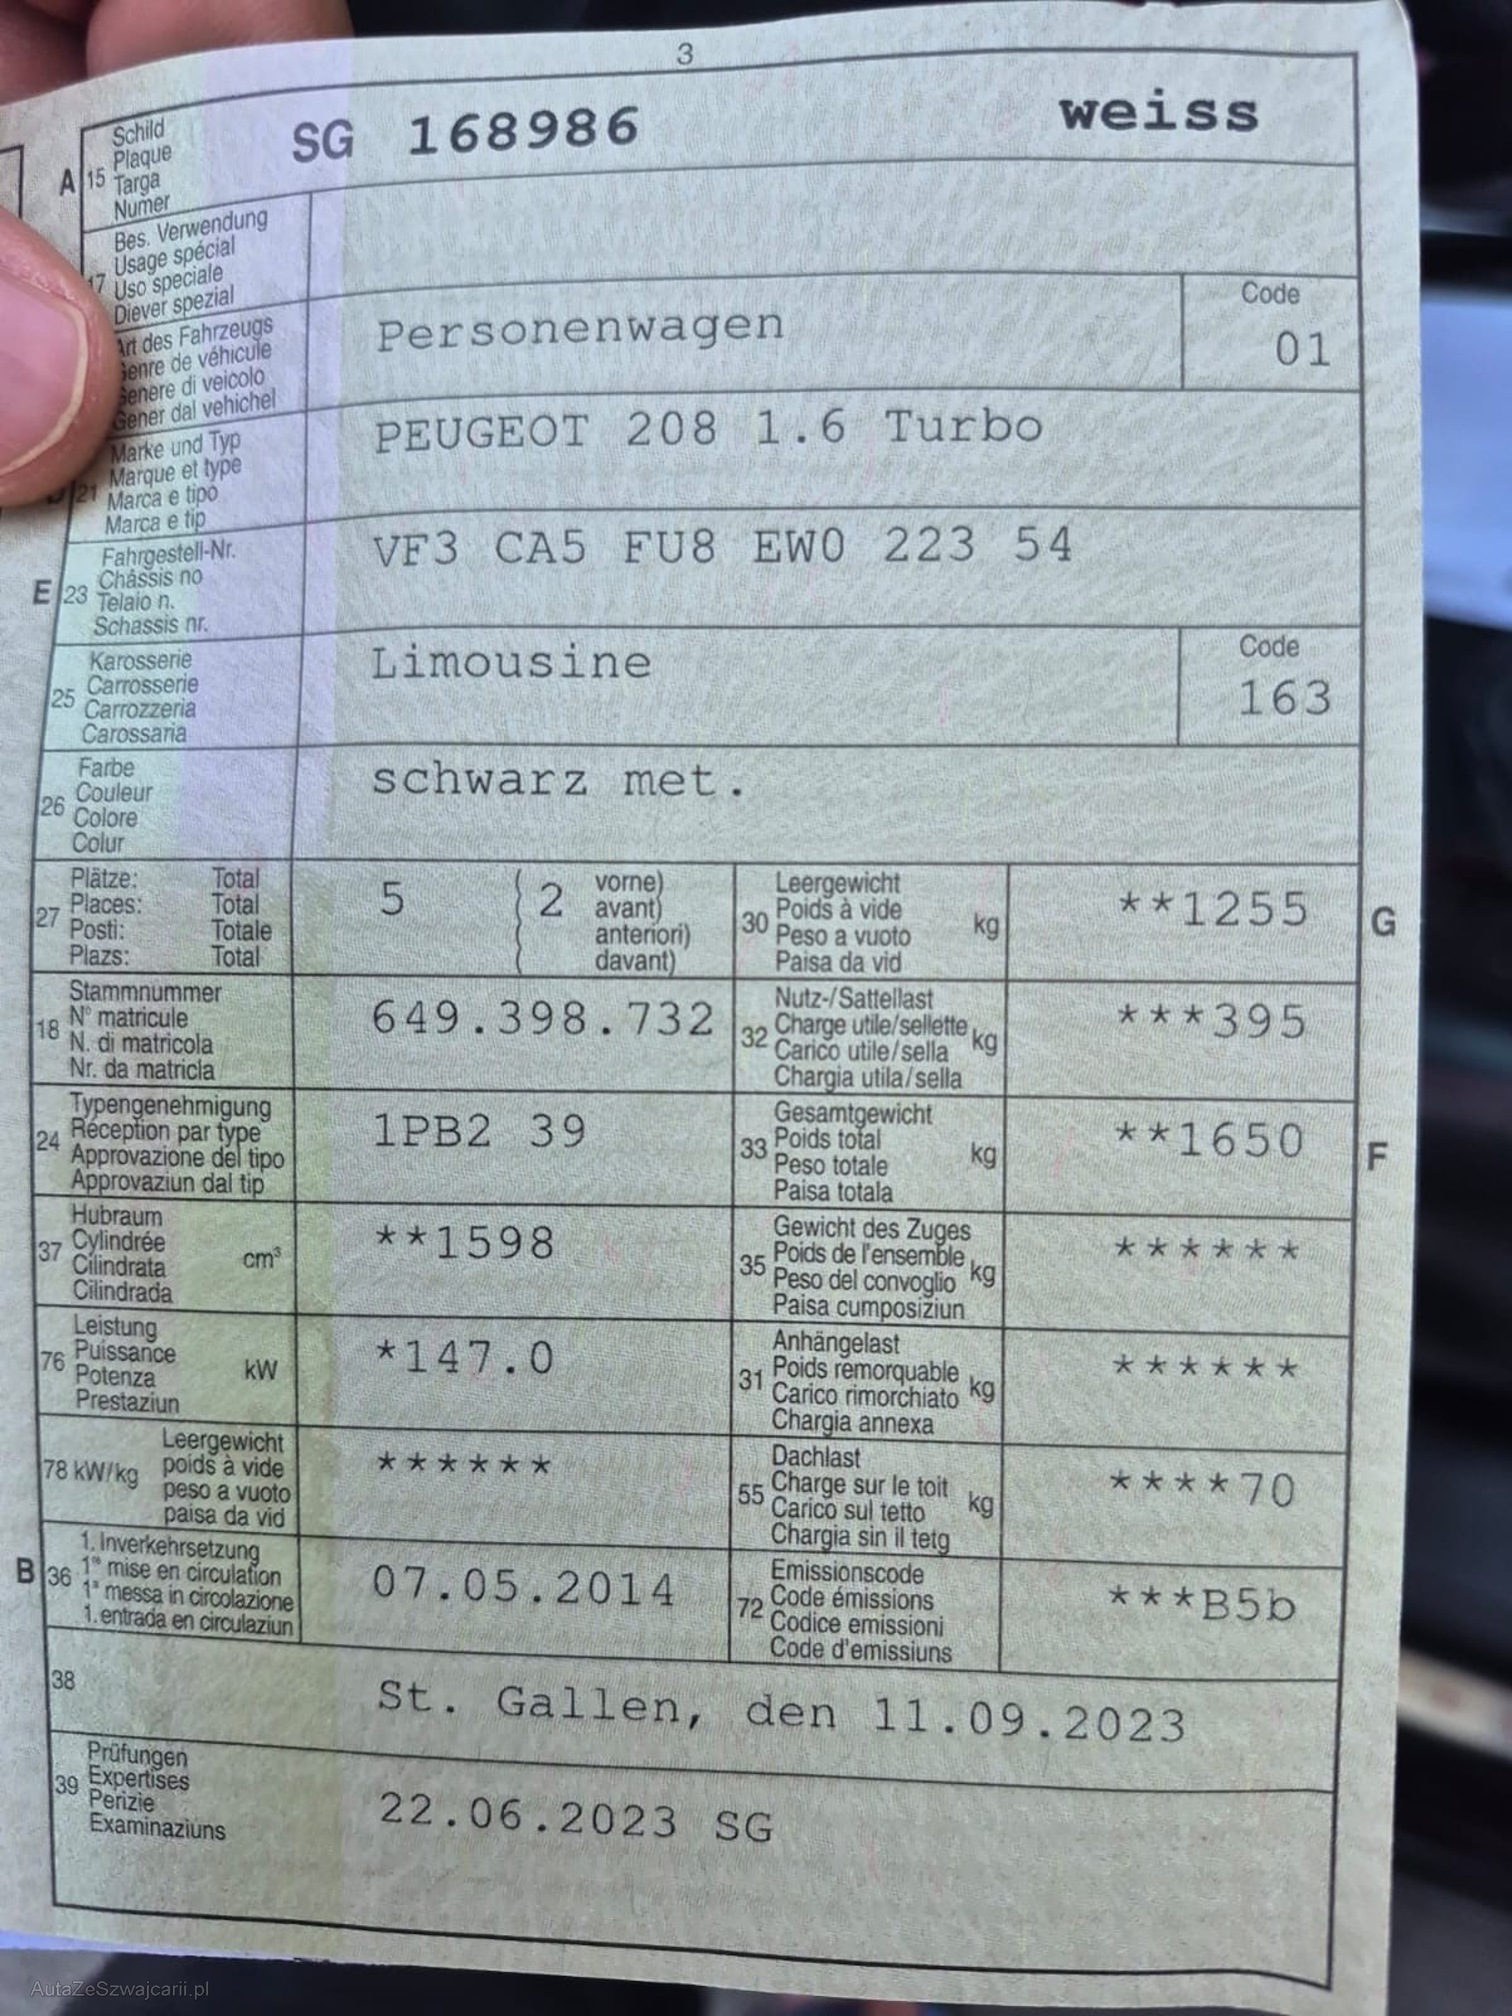 3
A 15 Schild Plaque Targa Numer SG 168986 weiss
17 Bes. Verwendung
Usage spécial
Uso speciale
Diever spezial
Art des Fahrzeugs
Genre de véhicule
Genere di veicolo
Gener dal vehichel
Personenwagen
Code
01
D 21 Marke und Typ
Marque et type
Marca e tipo
Marca e tip
PEUGEOT 208 1.6 Turbo
E 23 Fahrgestell-Nr.
Châssis no
Telaio n.
Schassis nr.
VF3 CA5 FU8 EW0 223 54
25 Karosserie
Carrosserie
Carrozzeria
Carossaria
Limousine
Code
163
26 Farbe
Couleur
Colore
Colur
schwarz met.
27 Plätze: Total
Places: Total
Posti: Totale
Plazs: Total
5 2 vorne)
avant)
anteriori)
davant)
30 Leergewicht
Poids à vide
Peso a vuoto
Paisa da vid
kg **1255 G
18 Stammnummer
N° matricule
N. di matricola
Nr. da matricla
649.398.732
32 Nutz-/Sattellast
Charge utile/sellette
Carico utile/sella
Chargia utila/sella
kg ***395
24 Typengenehmigung
Réception par type
Approvazione del tipo
Approvaziun dal tip
1PB2 39
33 Gesamtgewicht
Poids total
Peso totale
Paisa totala
kg **1650 F
37 Hubraum
Cylindrée
Cilindrata
Cilindrada
cm³ **1598
35 Gewicht des Zuges
Poids de l'ensemble
Peso del convoglio
Paisa cumposiziun
kg ******
76 Leistung
Puissance
Potenza
Prestaziun
kW *147.0
31 Anhängelast
Poids remorquable
Carico rimorchiato
Chargia annexa
kg ******
78 kW/kg Leergewicht
poids à vide
peso a vuoto
paisa da vid
******
55 Dachlast
Charge sur le toit
Carico sul tetto
Chargia sin il tetg
kg ****70
B 36 1. Inverkehrsetzung
1re mise en circulation
1a messa in circolazione
1. entrada en circulaziun
07.05.2014
72 Emissionscode
Code émissions
Codice emissioni
Code d'emissiuns
***B5b
38 St. Gallen, den 11.09.2023
39 Prüfungen
Expertises
Perizie
Examinaziuns
22.06.2023 SG
AutaZeSzwajcarii.pl